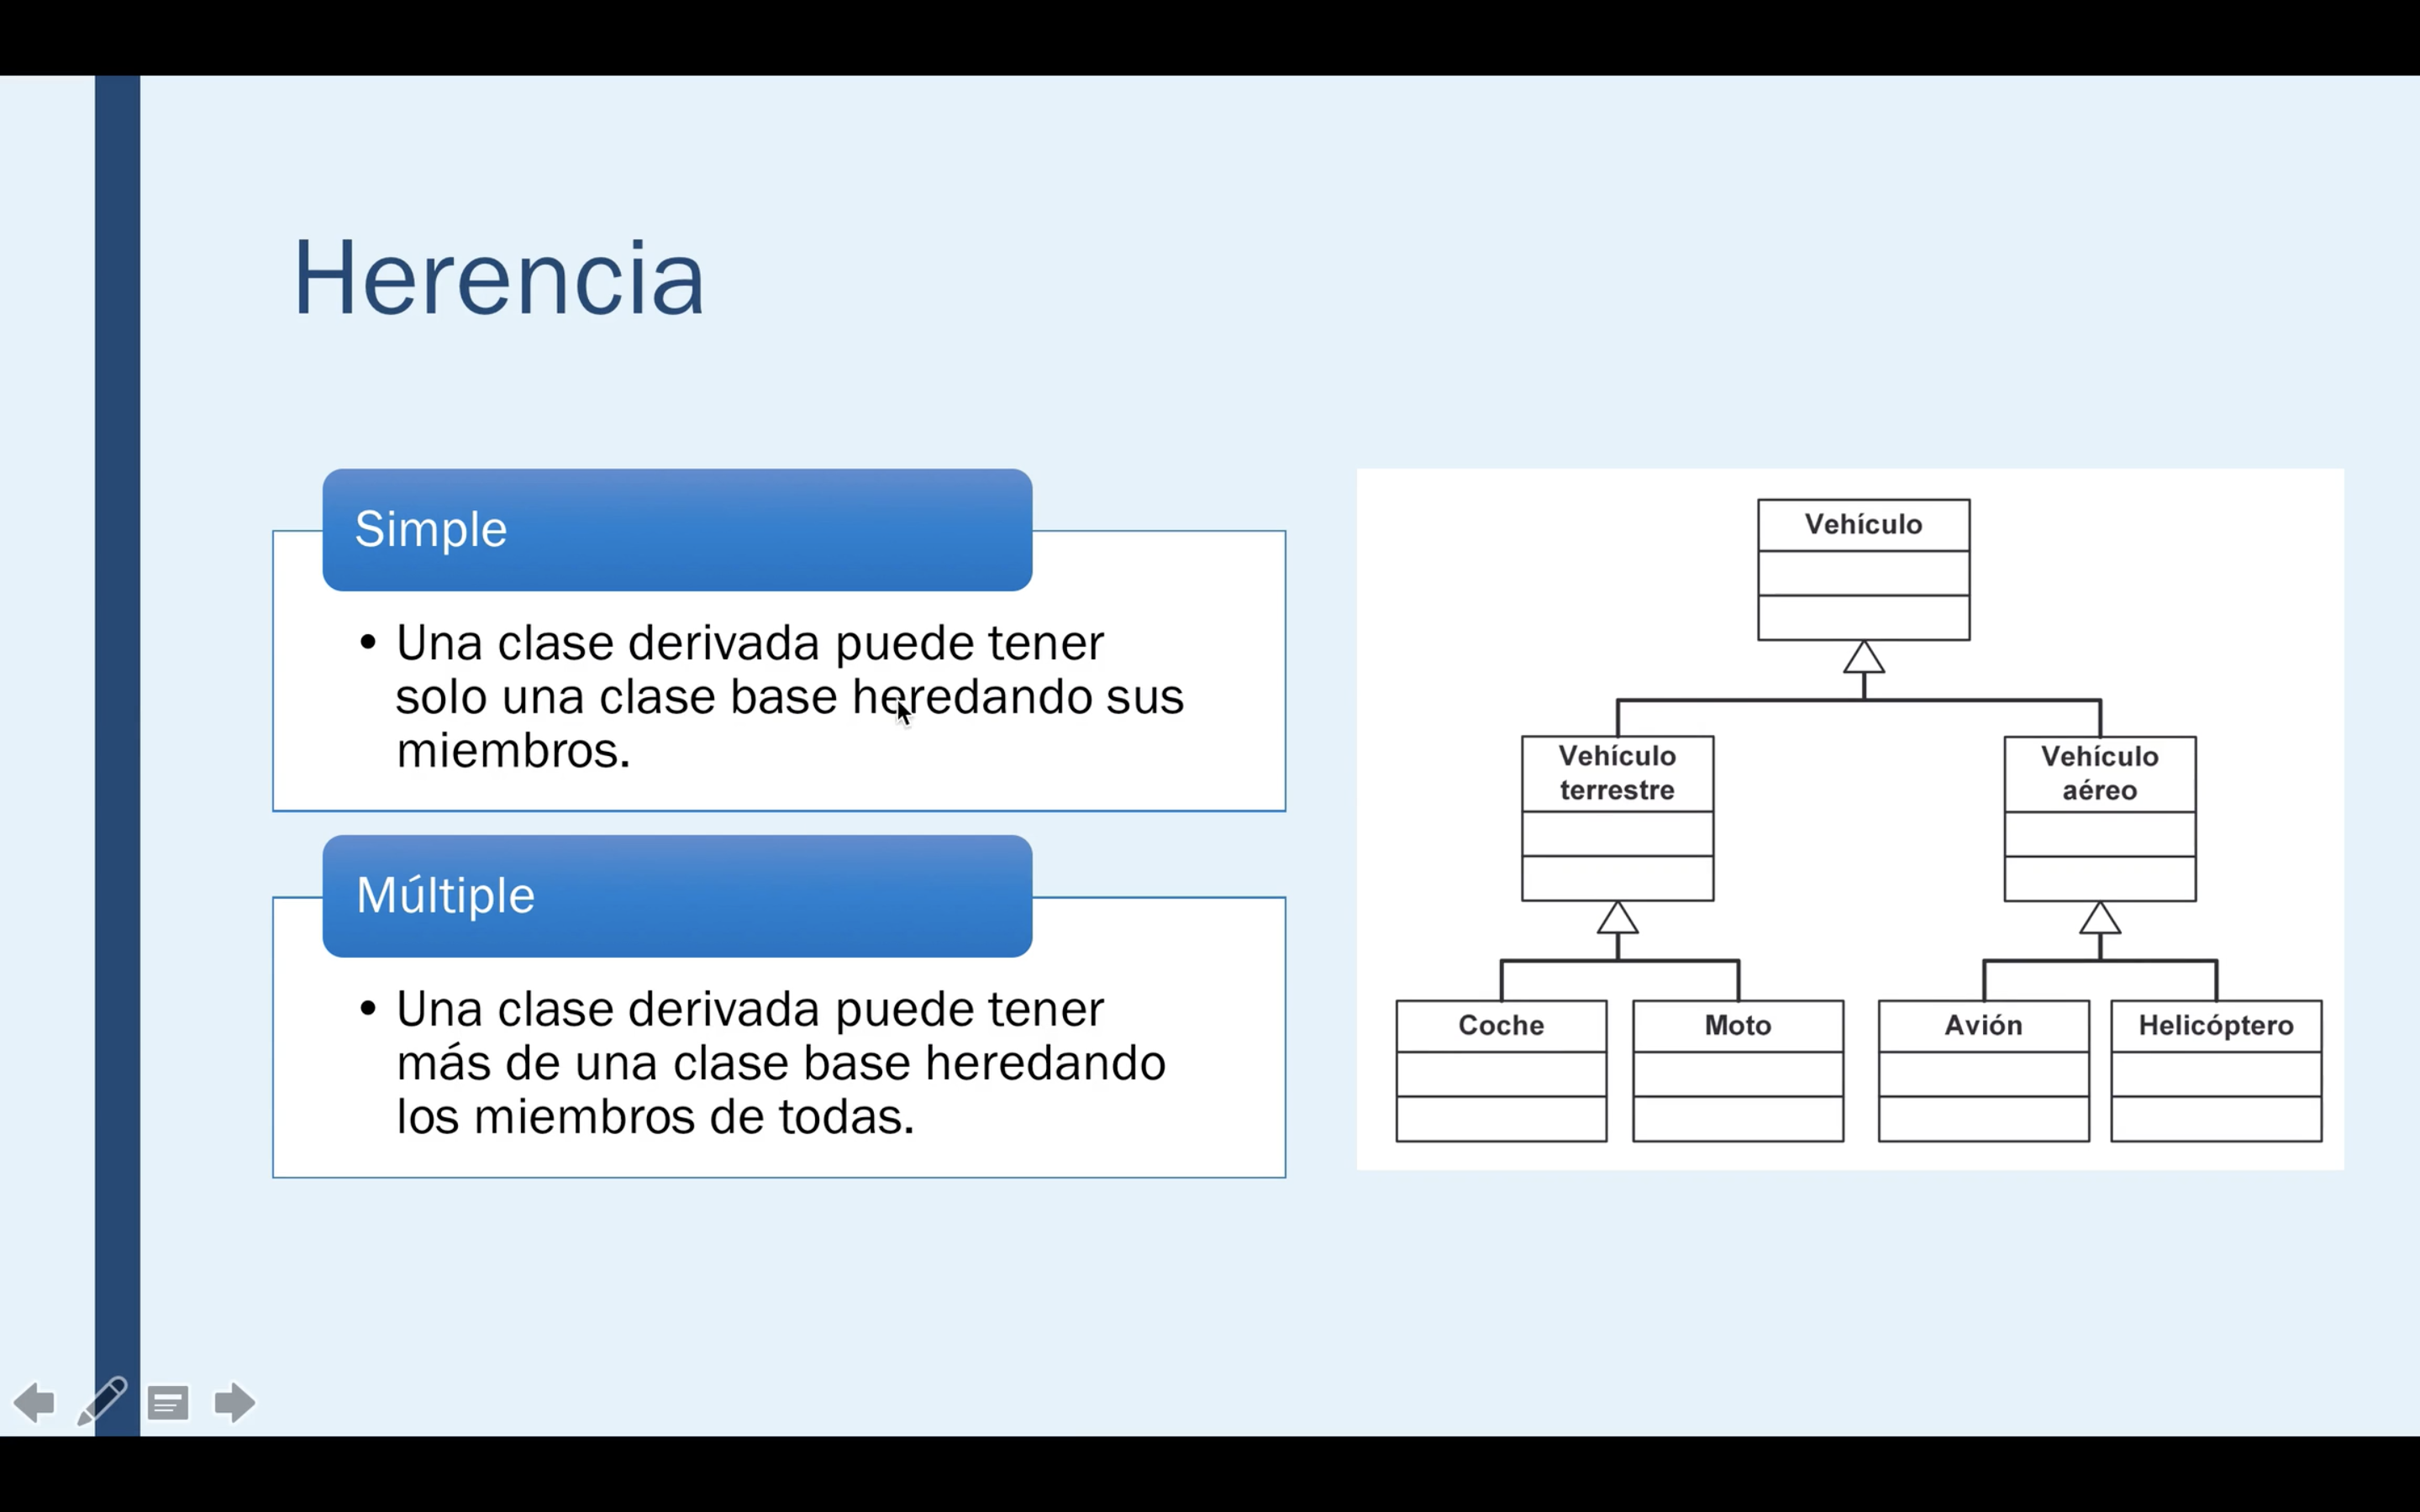 Herencia
Simple
• Una clase derivada puede tener
solo una clase base heredando sus
miembros.
Múltiple
• Una clase derivada puede tener
más de una clase base heredando
los miembros de todas.
Vehículo
Vehículo
terrestre
Vehículo
aéreo
Coche
Moto
Avión
Helicóptero